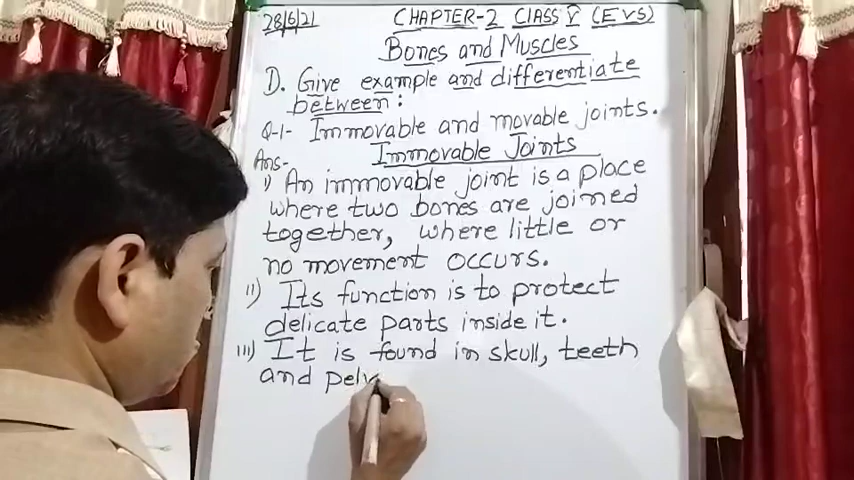 28/6/21 CHAPTER-2 CLASS V (EVS)
Bones and Muscles
D. Give example and differentiate
between:
Q-1- Immovable and movable joints.
Ans- Immovable Joints
i) An immovable joint is a place
where two bones are joined
together, where little or
no movement occurs.
ii) Its function is to protect
delicate parts inside it.
iii) It is found in skull, teeth
and pelv